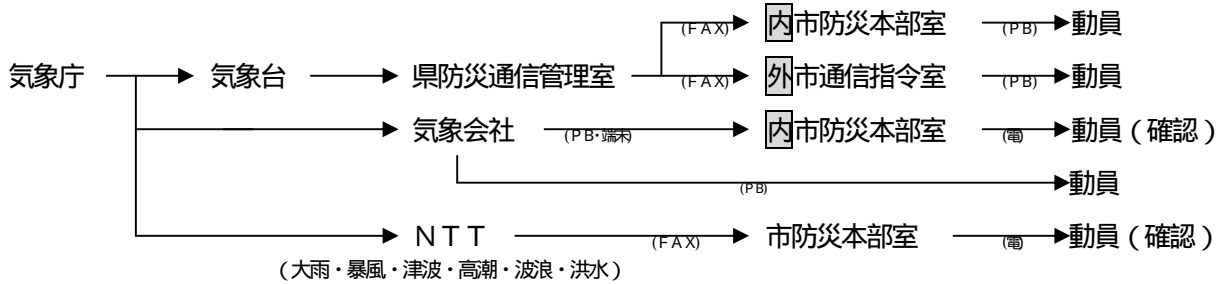 (FAX) 内市防災本部室 (PB) 動員
気象庁 気象台 県防災通信管理室 (FAX) 外市通信指令室 (PB) 動員
気象会社 (PB・端末) 内市防災本部室 (電) 動員(確認)
(PB) 動員
NTT (FAX) 市防災本部室 (電) 動員(確認)
(大雨・暴風・津波・高潮・波浪・洪水)